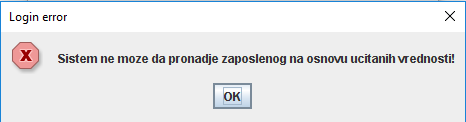 Login error
Sistem ne moze da pronadje zaposlenog na osnovu ucitanih vrednosti!
OK